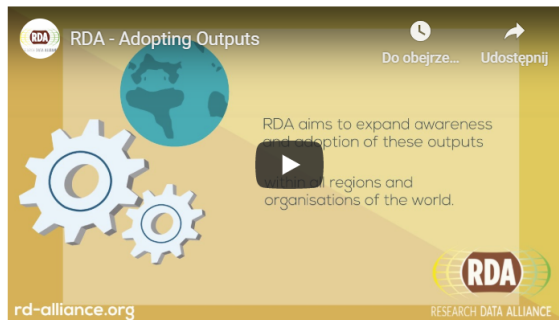 RDA
RDA - Adopting Outputs
Do obejrze...
Udostępnij
RDA aims to expand awareness
and adoption of these outputs
within all regions and
organisations of the world.
RDA
rd-alliance.org
RESEARCH DATA ALLIANCE